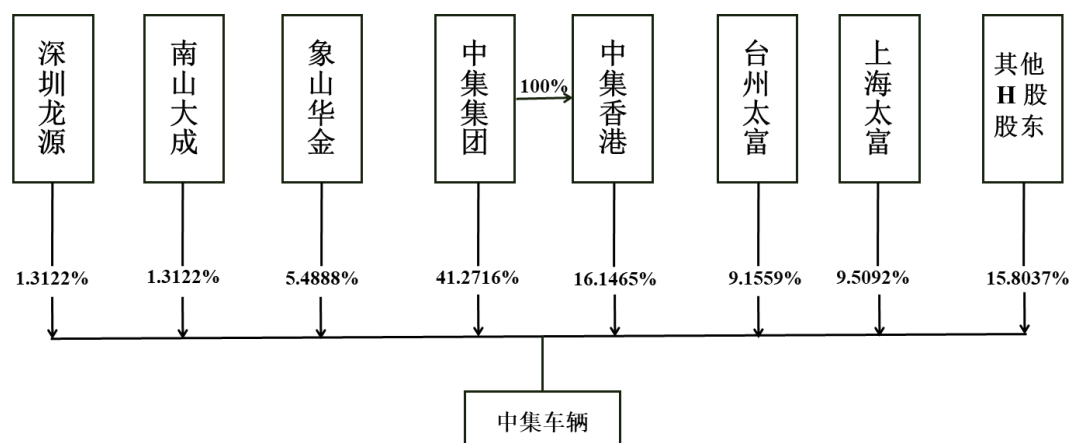 深圳龙源
南山大成
象山华金
中集集团
100%
中集香港
台州太富
上海太富
其他
H 股
股东
1.3122%
1.3122%
5.4888%
41.2716%
16.1465%
9.1559%
9.5092%
15.8037%
中集车辆